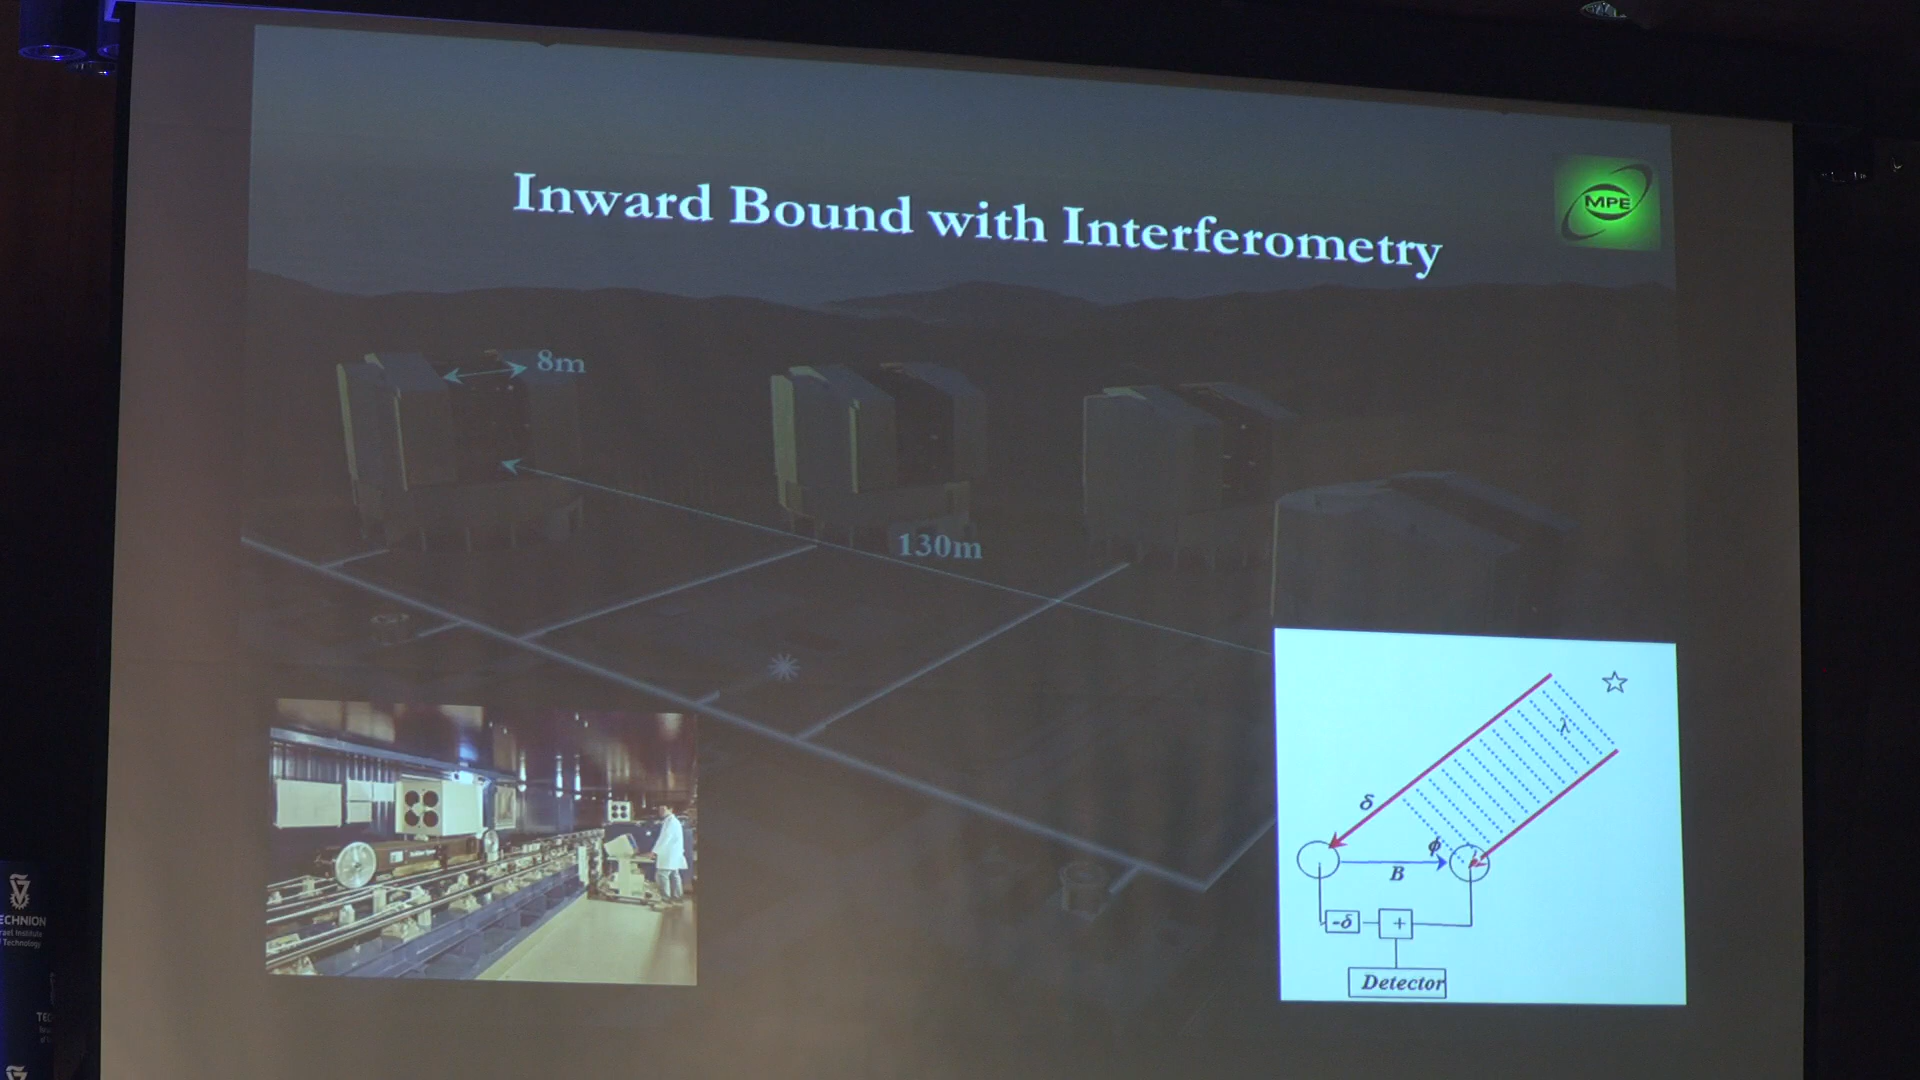 Inward Bound with Interferometry
MPE
8m
130m
λ
δ
ϕ
B
-δ
+
Detector
TECHNION
Israel Institute
of Technology